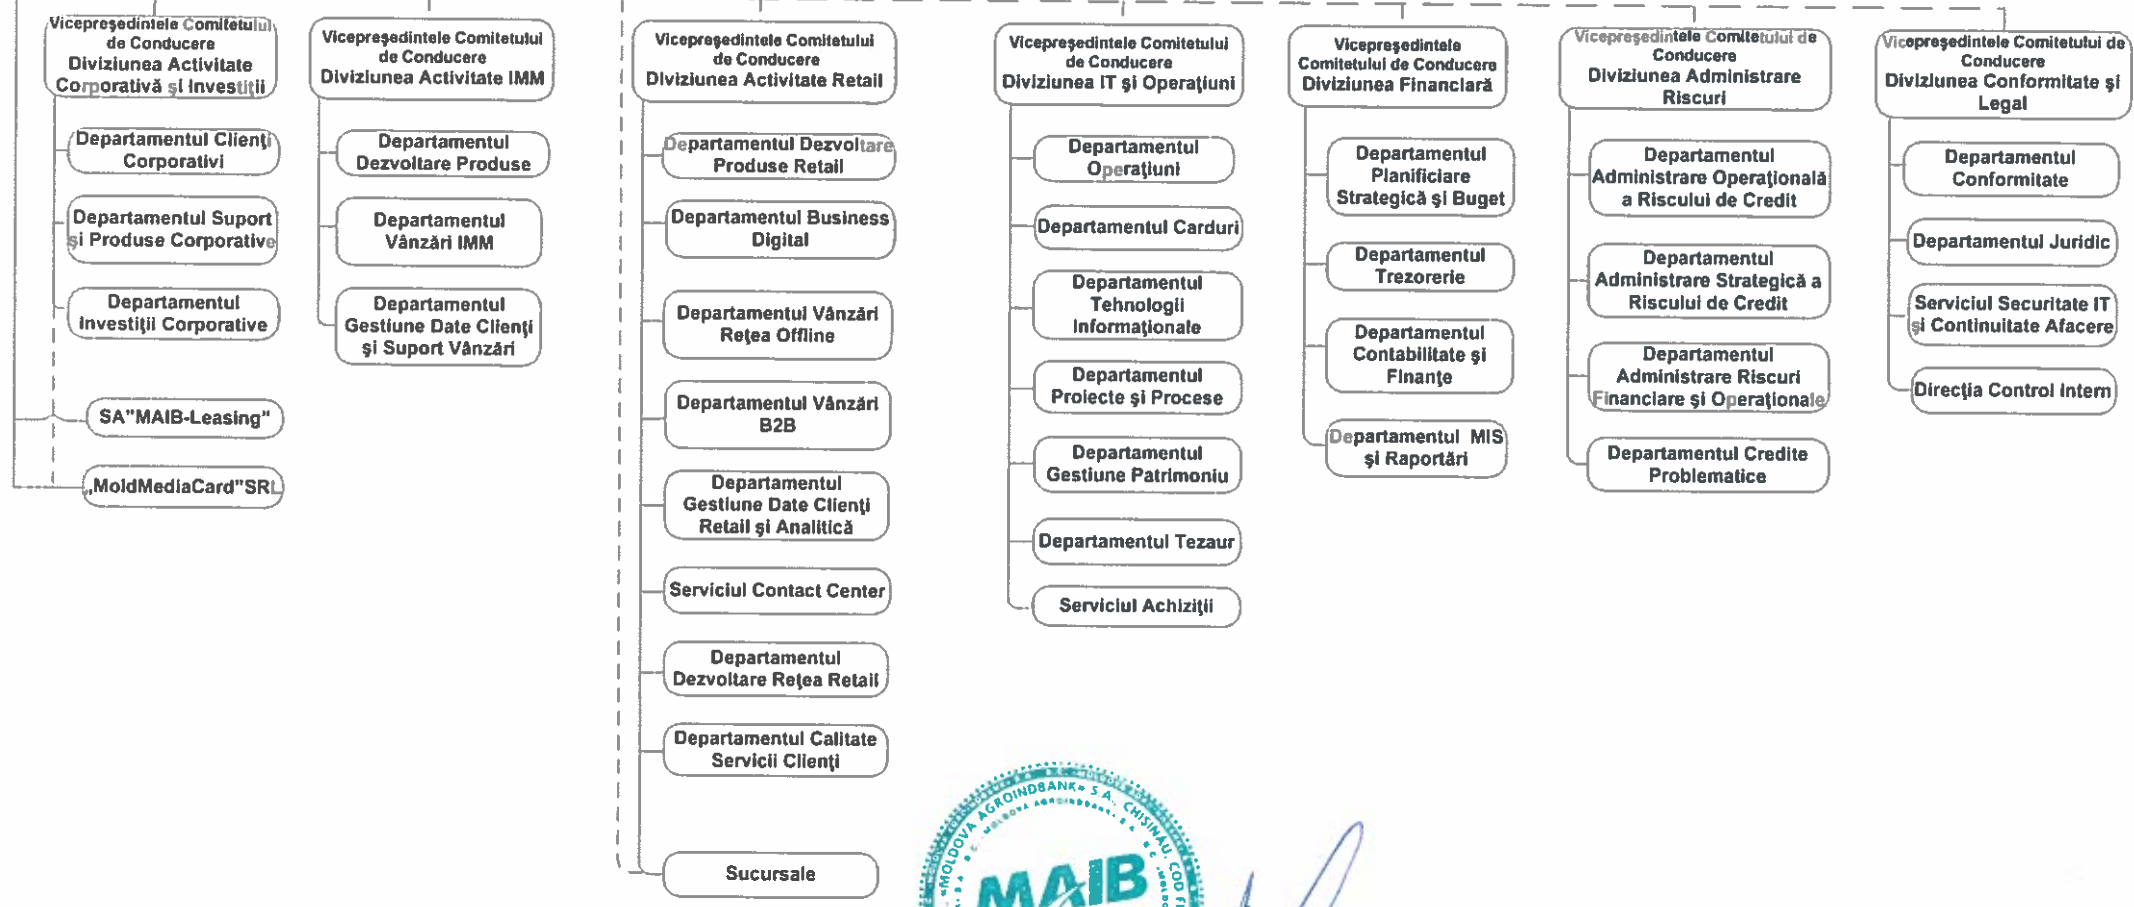 Vicepreşedintele Comitetului
de Conducere
Diviziunea Activitate
Corporativă şi Investiţii
Departamentul Clienţi
Corporativi
Departamentul Suport
şi Produse Corporative
Departamentul
Investiţii Corporative
SA"MAIB-Leasing"
„MoldMediaCard"SRL
Vicepreşedintele Comitetului
de Conducere
Diviziunea Activitate IMM
Departamentul
Dezvoltare Produse
Departamentul
Vânzări IMM
Departamentul
Gestiune Date Clienţi
şi Suport Vânzări
Vicepreşedintele Comitetului
de Conducere
Diviziunea Activitate Retail
Departamentul Dezvoltare
Produse Retail
Departamentul Business
Digital
Departamentul Vânzări
Reţea Offline
Departamentul Vânzări
B2B
Departamentul
Gestiune Date Clienţi
Retail şi Analitică
Serviciul Contact Center
Departamentul
Dezvoltare Reţea Retail
Departamentul Calitate
Servicii Clienţi
Sucursale
Vicepreşedintele Comitetului
de Conducere
Diviziunea IT şi Operaţiuni
Departamentul
Operaţiuni
Departamentul Carduri
Departamentul
Tehnologii
Informaţionale
Departamentul
Proiecte şi Procese
Departamentul
Gestiune Patrimoniu
Departamentul Tezaur
Serviciul Achiziţii
Vicepreşedintele
Comitetului de Conducere
Diviziunea Financiară
Departamentul
Planificiare
Strategică şi Buget
Departamentul
Trezorerie
Departamentul
Contabilitate şi
Finanţe
Departamentul MIS
şi Raportări
Vicepreşedintele Comitetului de
Conducere
Diviziunea Administrare
Riscuri
Departamentul
Administrare Operaţională
a Riscului de Credit
Departamentul
Administrare Strategică a
Riscului de Credit
Departamentul
Administrare Riscuri
Financiare şi Operaţionale
Departamentul Credite
Problematice
Vicepreşedintele Comitetului de
Conducere
Diviziunea Conformitate şi
Legal
Departamentul
Conformitate
Departamentul Juridic
Serviciul Securitate IT
şi Continuitate Afacere
Direcţia Control Intern
«MOLDOVA AGROINDBANK» S.A., CHIŞINĂU, COD
MAIB